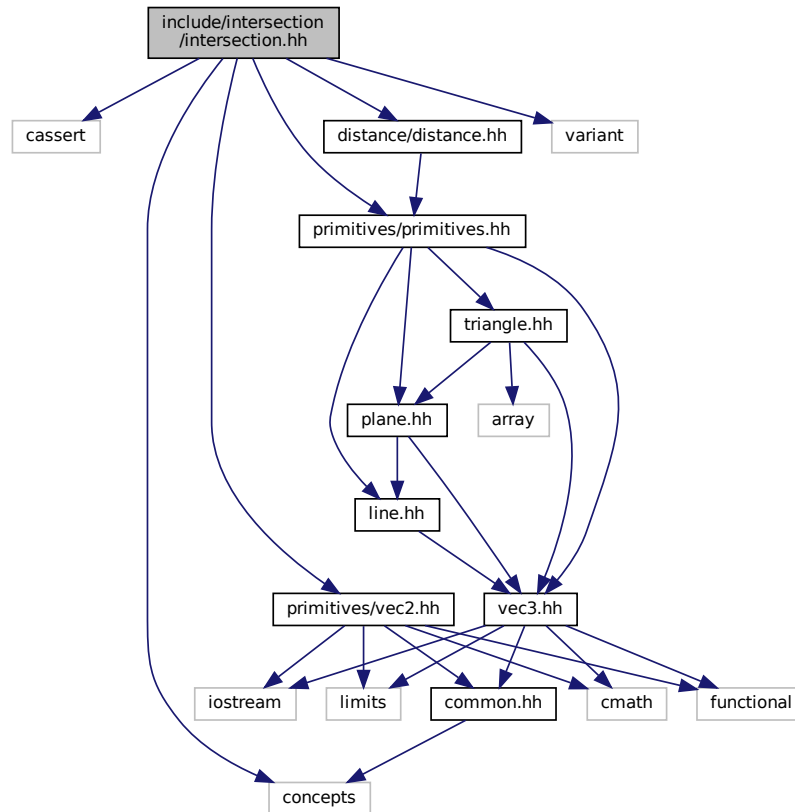 include/intersection
/intersection.hh
cassert
distance/distance.hh
variant
primitives/primitives.hh
triangle.hh
plane.hh
array
line.hh
primitives/vec2.hh
vec3.hh
iostream
limits
common.hh
cmath
functional
concepts